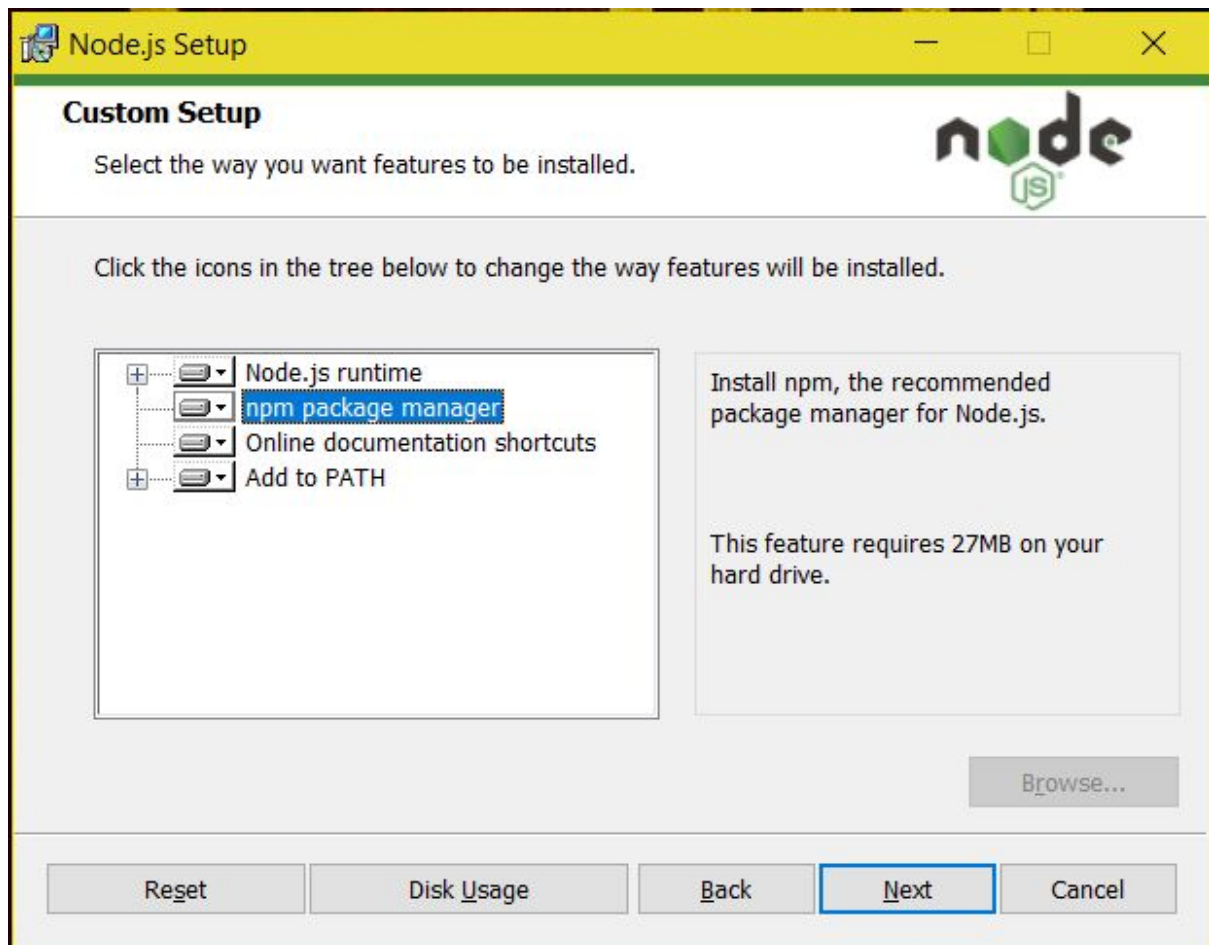 Node.js Setup
Custom Setup
Select the way you want features to be installed.
node
JS
Click the icons in the tree below to change the way features will be installed.
Node.js runtime
npm package manager
Online documentation shortcuts
Add to PATH
Install npm, the recommended
package manager for Node.js.
This feature requires 27MB on your
hard drive.
Browse...
Reset
Disk Usage
Back
Next
Cancel